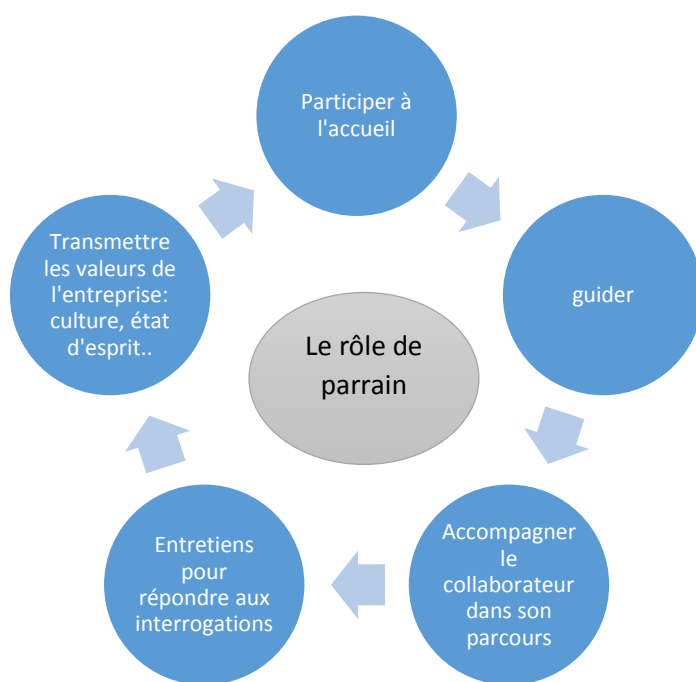 Participer à
l'accueil
guider
Accompagner
le
collaborateur
dans son
parcours
Entretiens
pour
répondre aux
interrogations
Transmettre
les valeurs de
l'entreprise:
culture, état
d'esprit..
Le rôle de
parrain